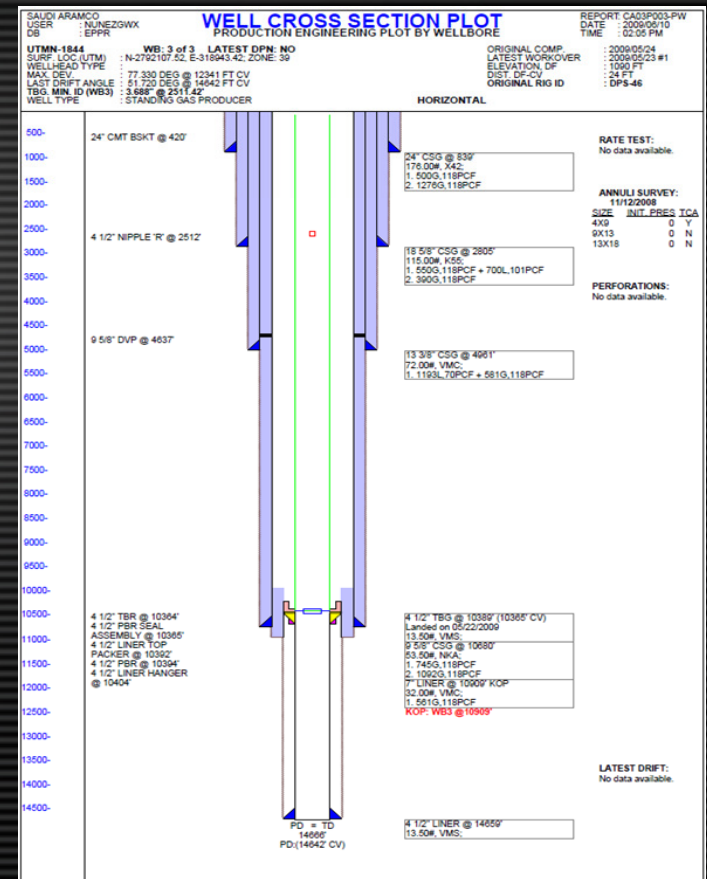 SAUDI ARAMCO
USER : NUNEZGWX
DB : EPPR
WELL CROSS SECTION PLOT
PRODUCTION ENGINEERING PLOT BY WELLBORE
REPORT: CA03P003-PW
DATE : 2009/06/10
TIME : 02:05 PM
UTMN-1844 WB: 3 of 3 LATEST DPN: NO
SURF. LOC.(UTM) : N-2792107.52, E-318943.42; ZONE: 39
WELLHEAD TYPE :
MAX. DEV. : 77.330 DEG @ 12341 FT CV
LAST DRIFT ANGLE : 51.720 DEG @ 14642 FT CV
TBG. MIN. ID (WB3) : 3.688" @ 2511.42'
WELL TYPE : STANDING GAS PRODUCER
HORIZONTAL
ORIGINAL COMP. : 2009/05/24
LATEST WORKOVER : 2009/05/23 #1
ELEVATION, DF : 1090 FT
DIST. DF-CV : 24 FT
ORIGINAL RIG ID : DPS-46
500-
1000-
1500-
2000-
2500-
3000-
3500-
4000-
4500-
5000-
5500-
6000-
6500-
7000-
7500-
8000-
8500-
9000-
9500-
10000-
10500-
11000-
11500-
12000-
12500-
13000-
13500-
14000-
14500-
24" CMT BSKT @ 420'
4 1/2" NIPPLE 'R' @ 2512'
9 5/8" DVP @ 4637'
4 1/2" TBR @ 10364'
4 1/2" PBR SEAL
ASSEMBLY @ 10365'
4 1/2" LINER TOP
PACKER @ 10392'
4 1/2" PBR @ 10394'
4 1/2" LINER HANGER
@ 10404'
24" CSG @ 839'
176.00#, X42;
1. 500G,118PCF
2. 1276G,118PCF
18 5/8" CSG @ 2805'
115.00#, K55;
1. 550G,118PCF + 700L,101PCF
2. 390G,118PCF
13 3/8" CSG @ 4961'
72.00#, VMC;
1. 1193L,70PCF + 581G,118PCF
4 1/2" TBG @ 10389' (10365' CV)
Landed on 05/22/2009
13.50#, VMS;
9 5/8" CSG @ 10680'
53.50#, NKA;
1. 745G,118PCF
2. 1092G,118PCF
7" LINER @ 10909' KOP
32.00#, VMC;
1. 561G,118PCF
KOP: WB3 @10909'
4 1/2" LINER @ 14659'
13.50#, VMS;
PD = TD
14666'
PD:(14642' CV)
RATE TEST:
No data available.
ANNULI SURVEY:
11/12/2008
SIZE INIT. PRES TCA
4X9 0 Y
9X13 0 N
13X18 0 N
PERFORATIONS:
No data available.
LATEST DRIFT:
No data available.